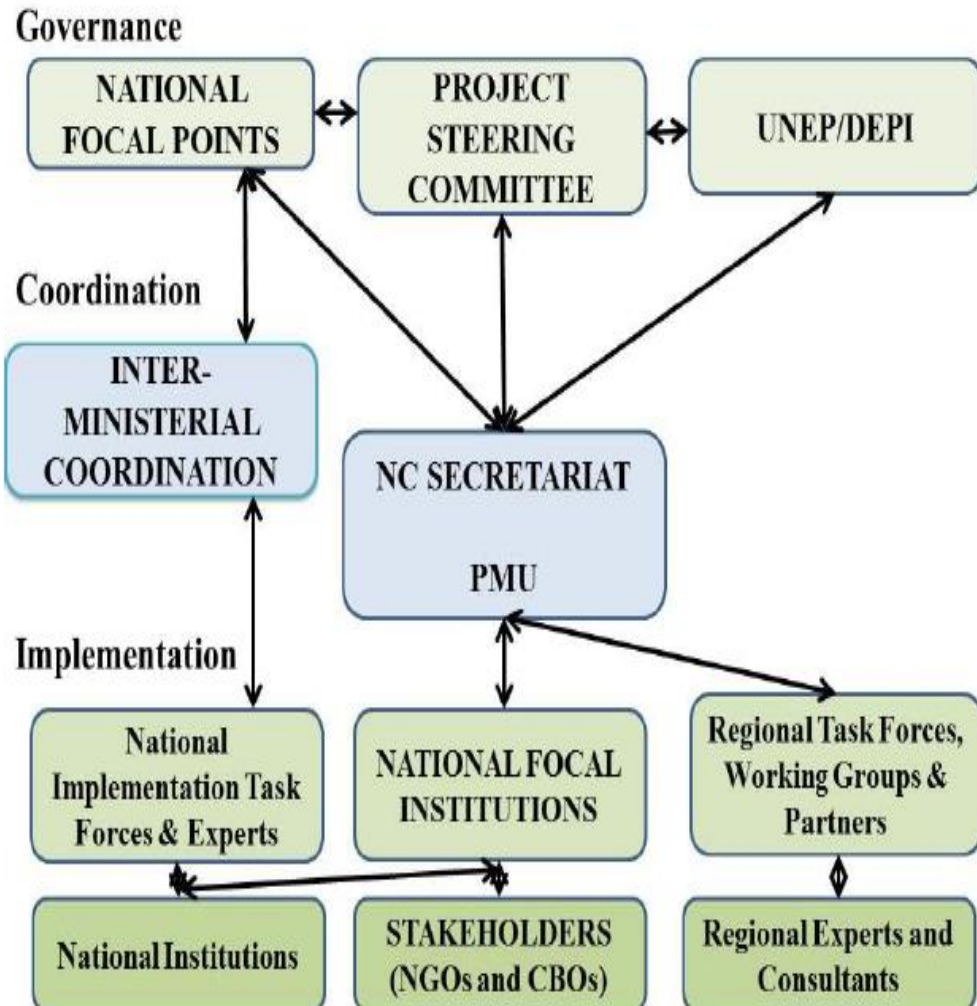 Governance
NATIONAL
FOCAL POINTS
PROJECT
STEERING
COMMITTEE
UNEP/DEPI
Coordination
INTER-
MINISTERIAL
COORDINATION
NC SECRETARIAT
PMU
Implementation
National
Implementation Task
Forces & Experts
NATIONAL FOCAL
INSTITUTIONS
Regional Task Forces,
Working Groups &
Partners
National Institutions
STAKEHOLDERS
(NGOs and CBOs)
Regional Experts and
Consultants